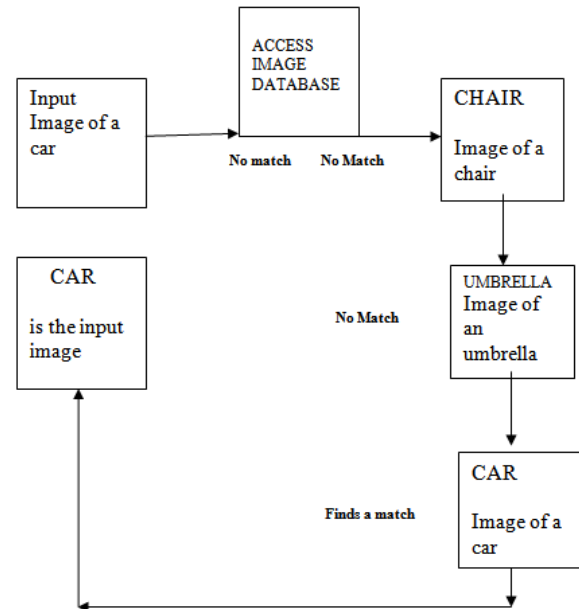 ACCESS
IMAGE
DATABASE
Input
Image of a
car
No match
No Match
CHAIR
Image of a
chair
UMBRELLA
Image of
an
umbrella
No Match
CAR
is the input
image
CAR
Image of a
car
Finds a match